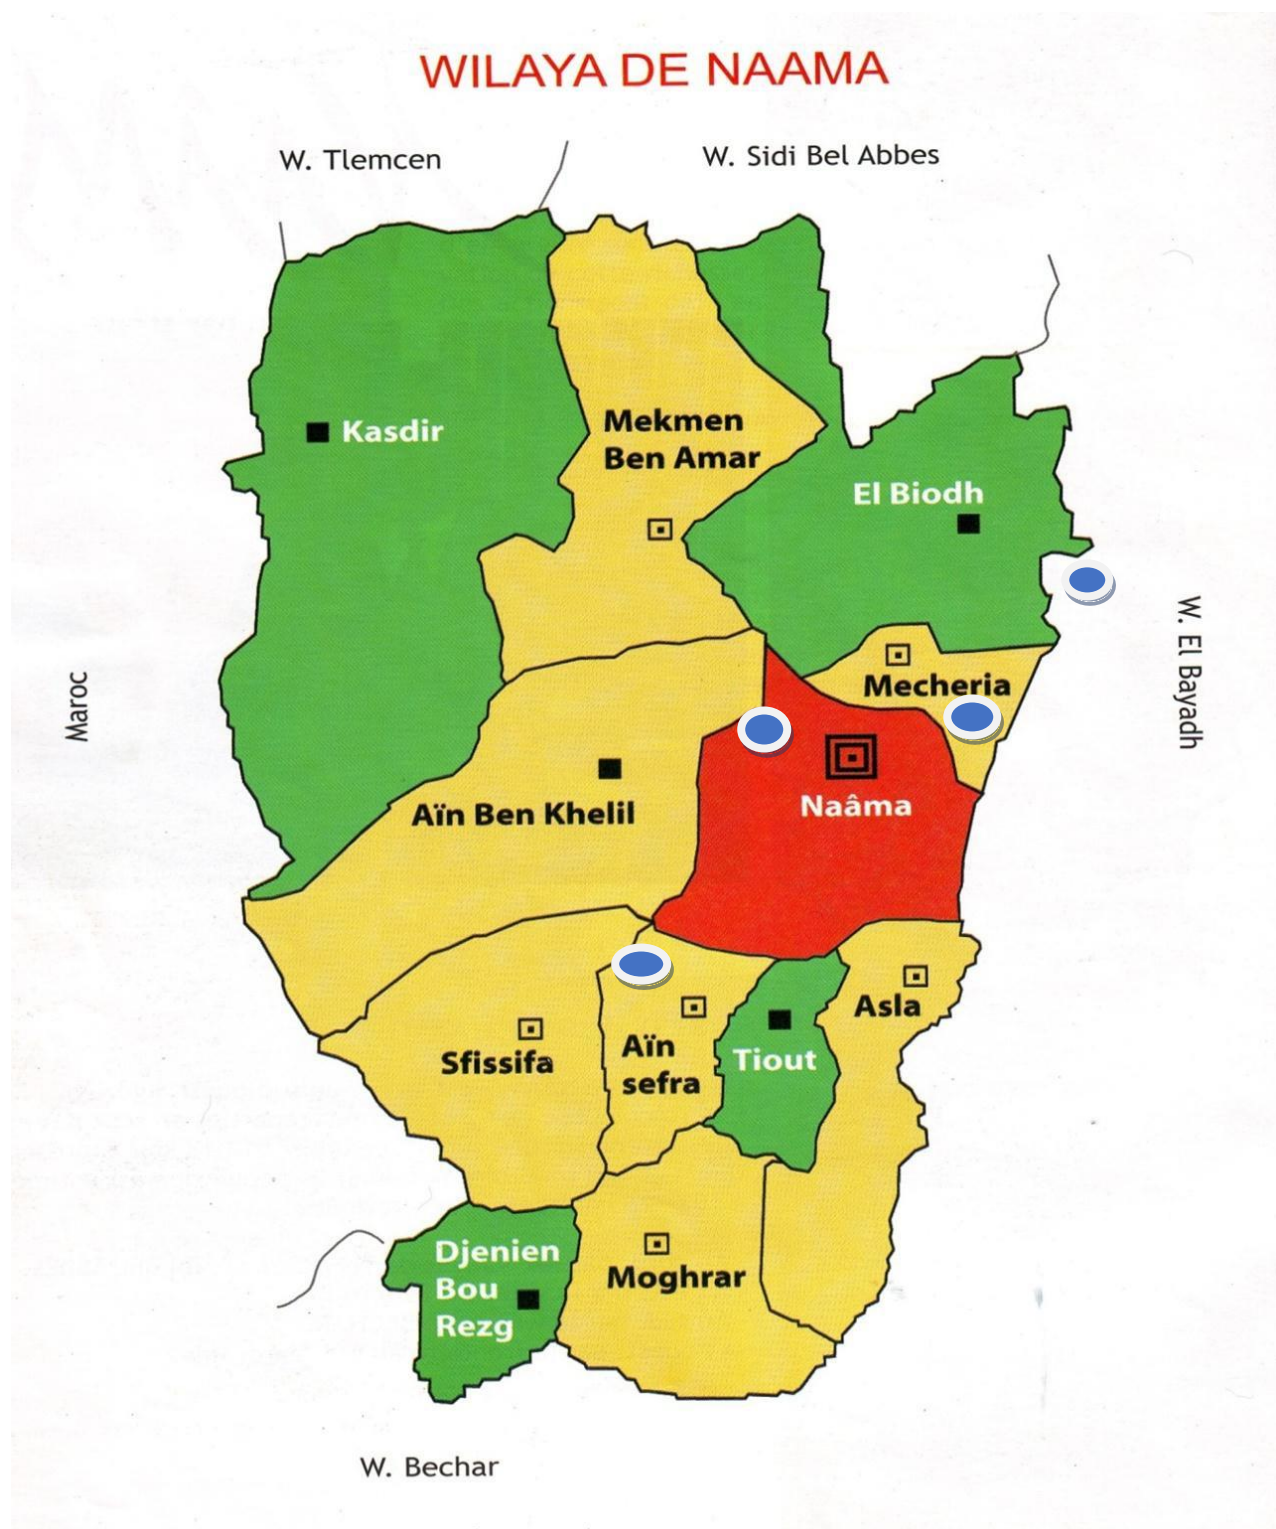 WILAYA DE NAAMA
W. Tlemcen
W. Sidi Bel Abbes
Kasdir
Mekmen
Ben Amar
El Biodh
W. El Bayadh
Maroc
Mecheria
Naâma
Aïn Ben Khelil
Asla
Sfissifa
Aïn
sefra
Tiout
Djenien
Bou
Rezg
Moghrar
W. Bechar